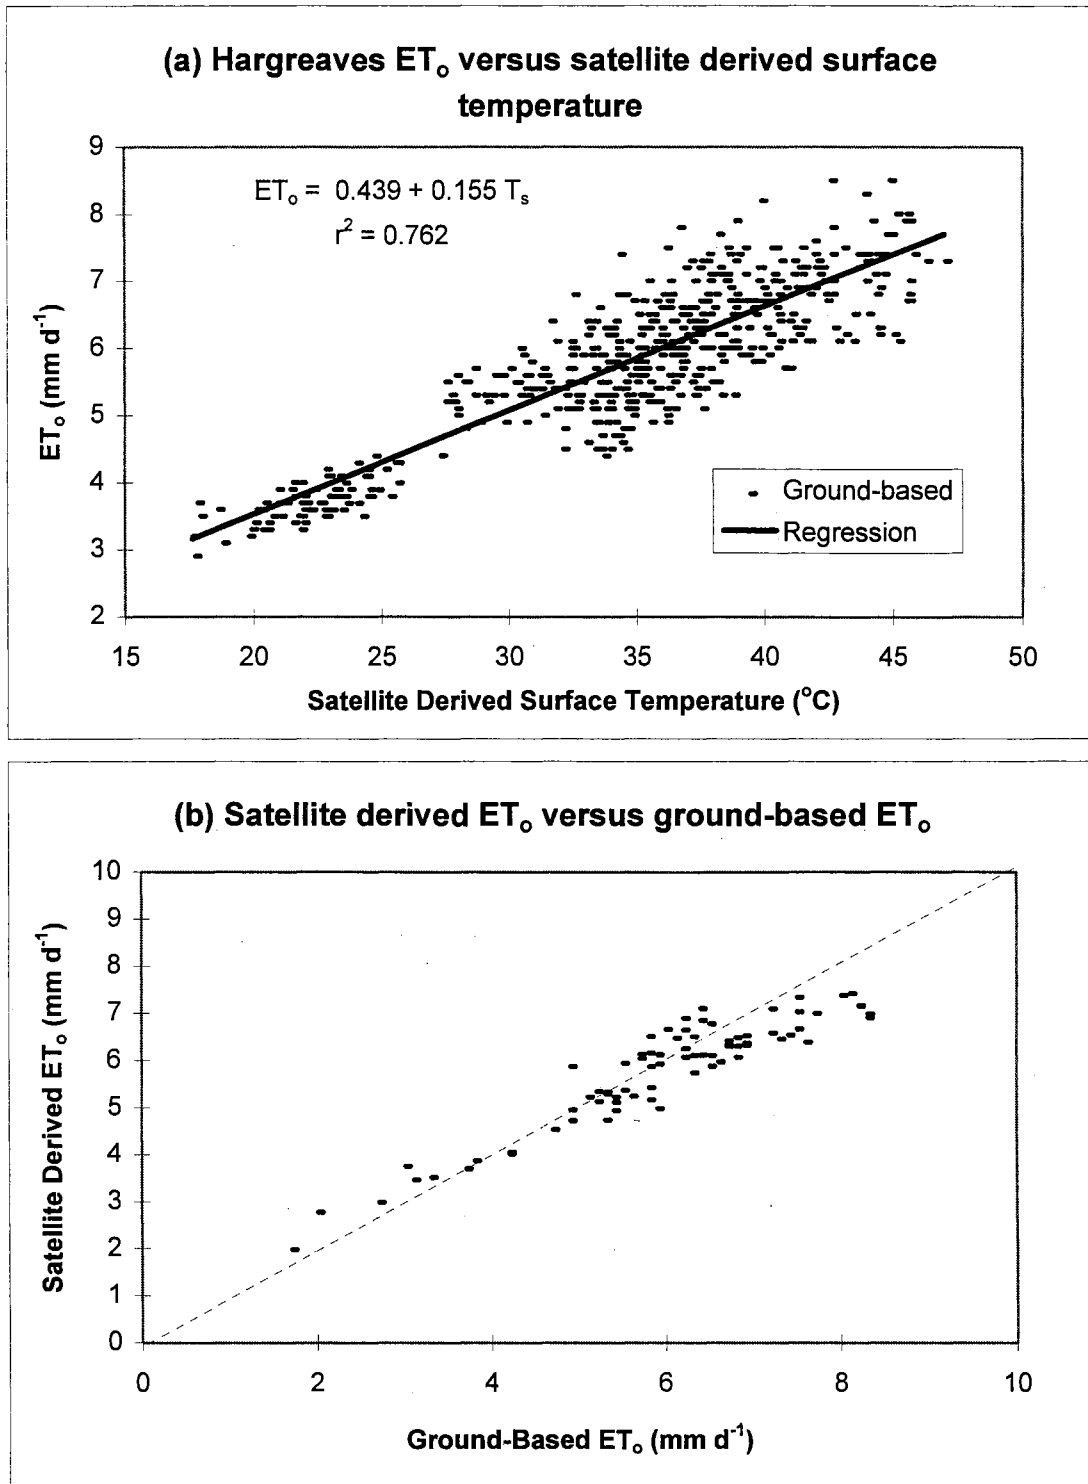 (a) Hargreaves ETo versus satellite derived surface
temperature
9
8
7
6
5
4
3
2
ETo (mm d-1)
ETo = 0.439 + 0.155 Ts
r2 = 0.762
Ground-based
Regression
15 20 25 30 35 40 45 50
Satellite Derived Surface Temperature (oC)
(b) Satellite derived ETo versus ground-based ETo
10
9
8
7
6
5
4
3
2
1
0
Satellite Derived ETo (mm d-1)
0 2 4 6 8 10
Ground-Based ETo (mm d-1)